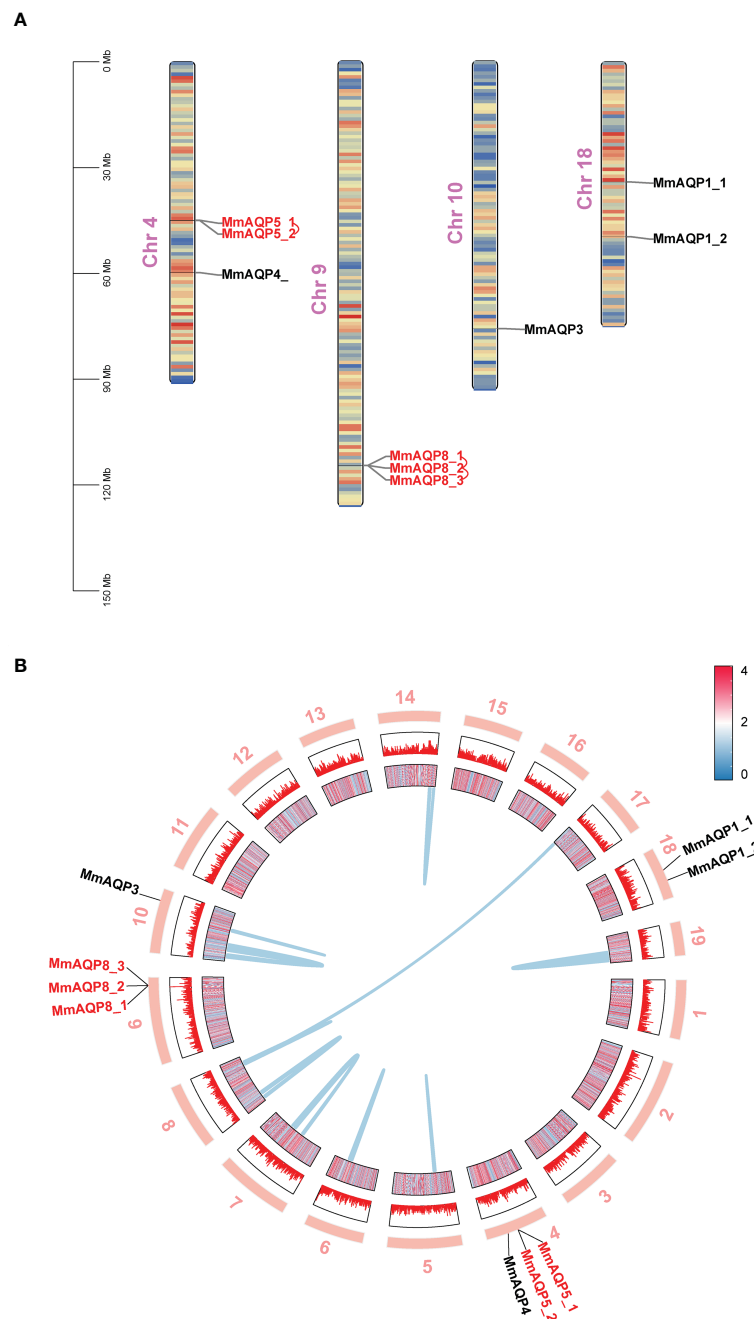 A
0 Mb
30 Mb
60 Mb
90 Mb
120 Mb
150 Mb
Chr 4
MmAQP5_1
MmAQP5_2
MmAQP4_
Chr 9
MmAQP8_1
MmAQP8_2
MmAQP8_3
Chr 10
MmAQP3
Chr 18
MmAQP1_1
MmAQP1_2
B
4
2
0
14
15
16
17
18
MmAQP1_1
MmAQP1_2
19
1
2
3
4
MmAQP5_1
MmAQP5_2
MmAQP4
5
6
7
8
9
MmAQP8_1
MmAQP8_2
MmAQP8_3
10
MmAQP3
11
12
13